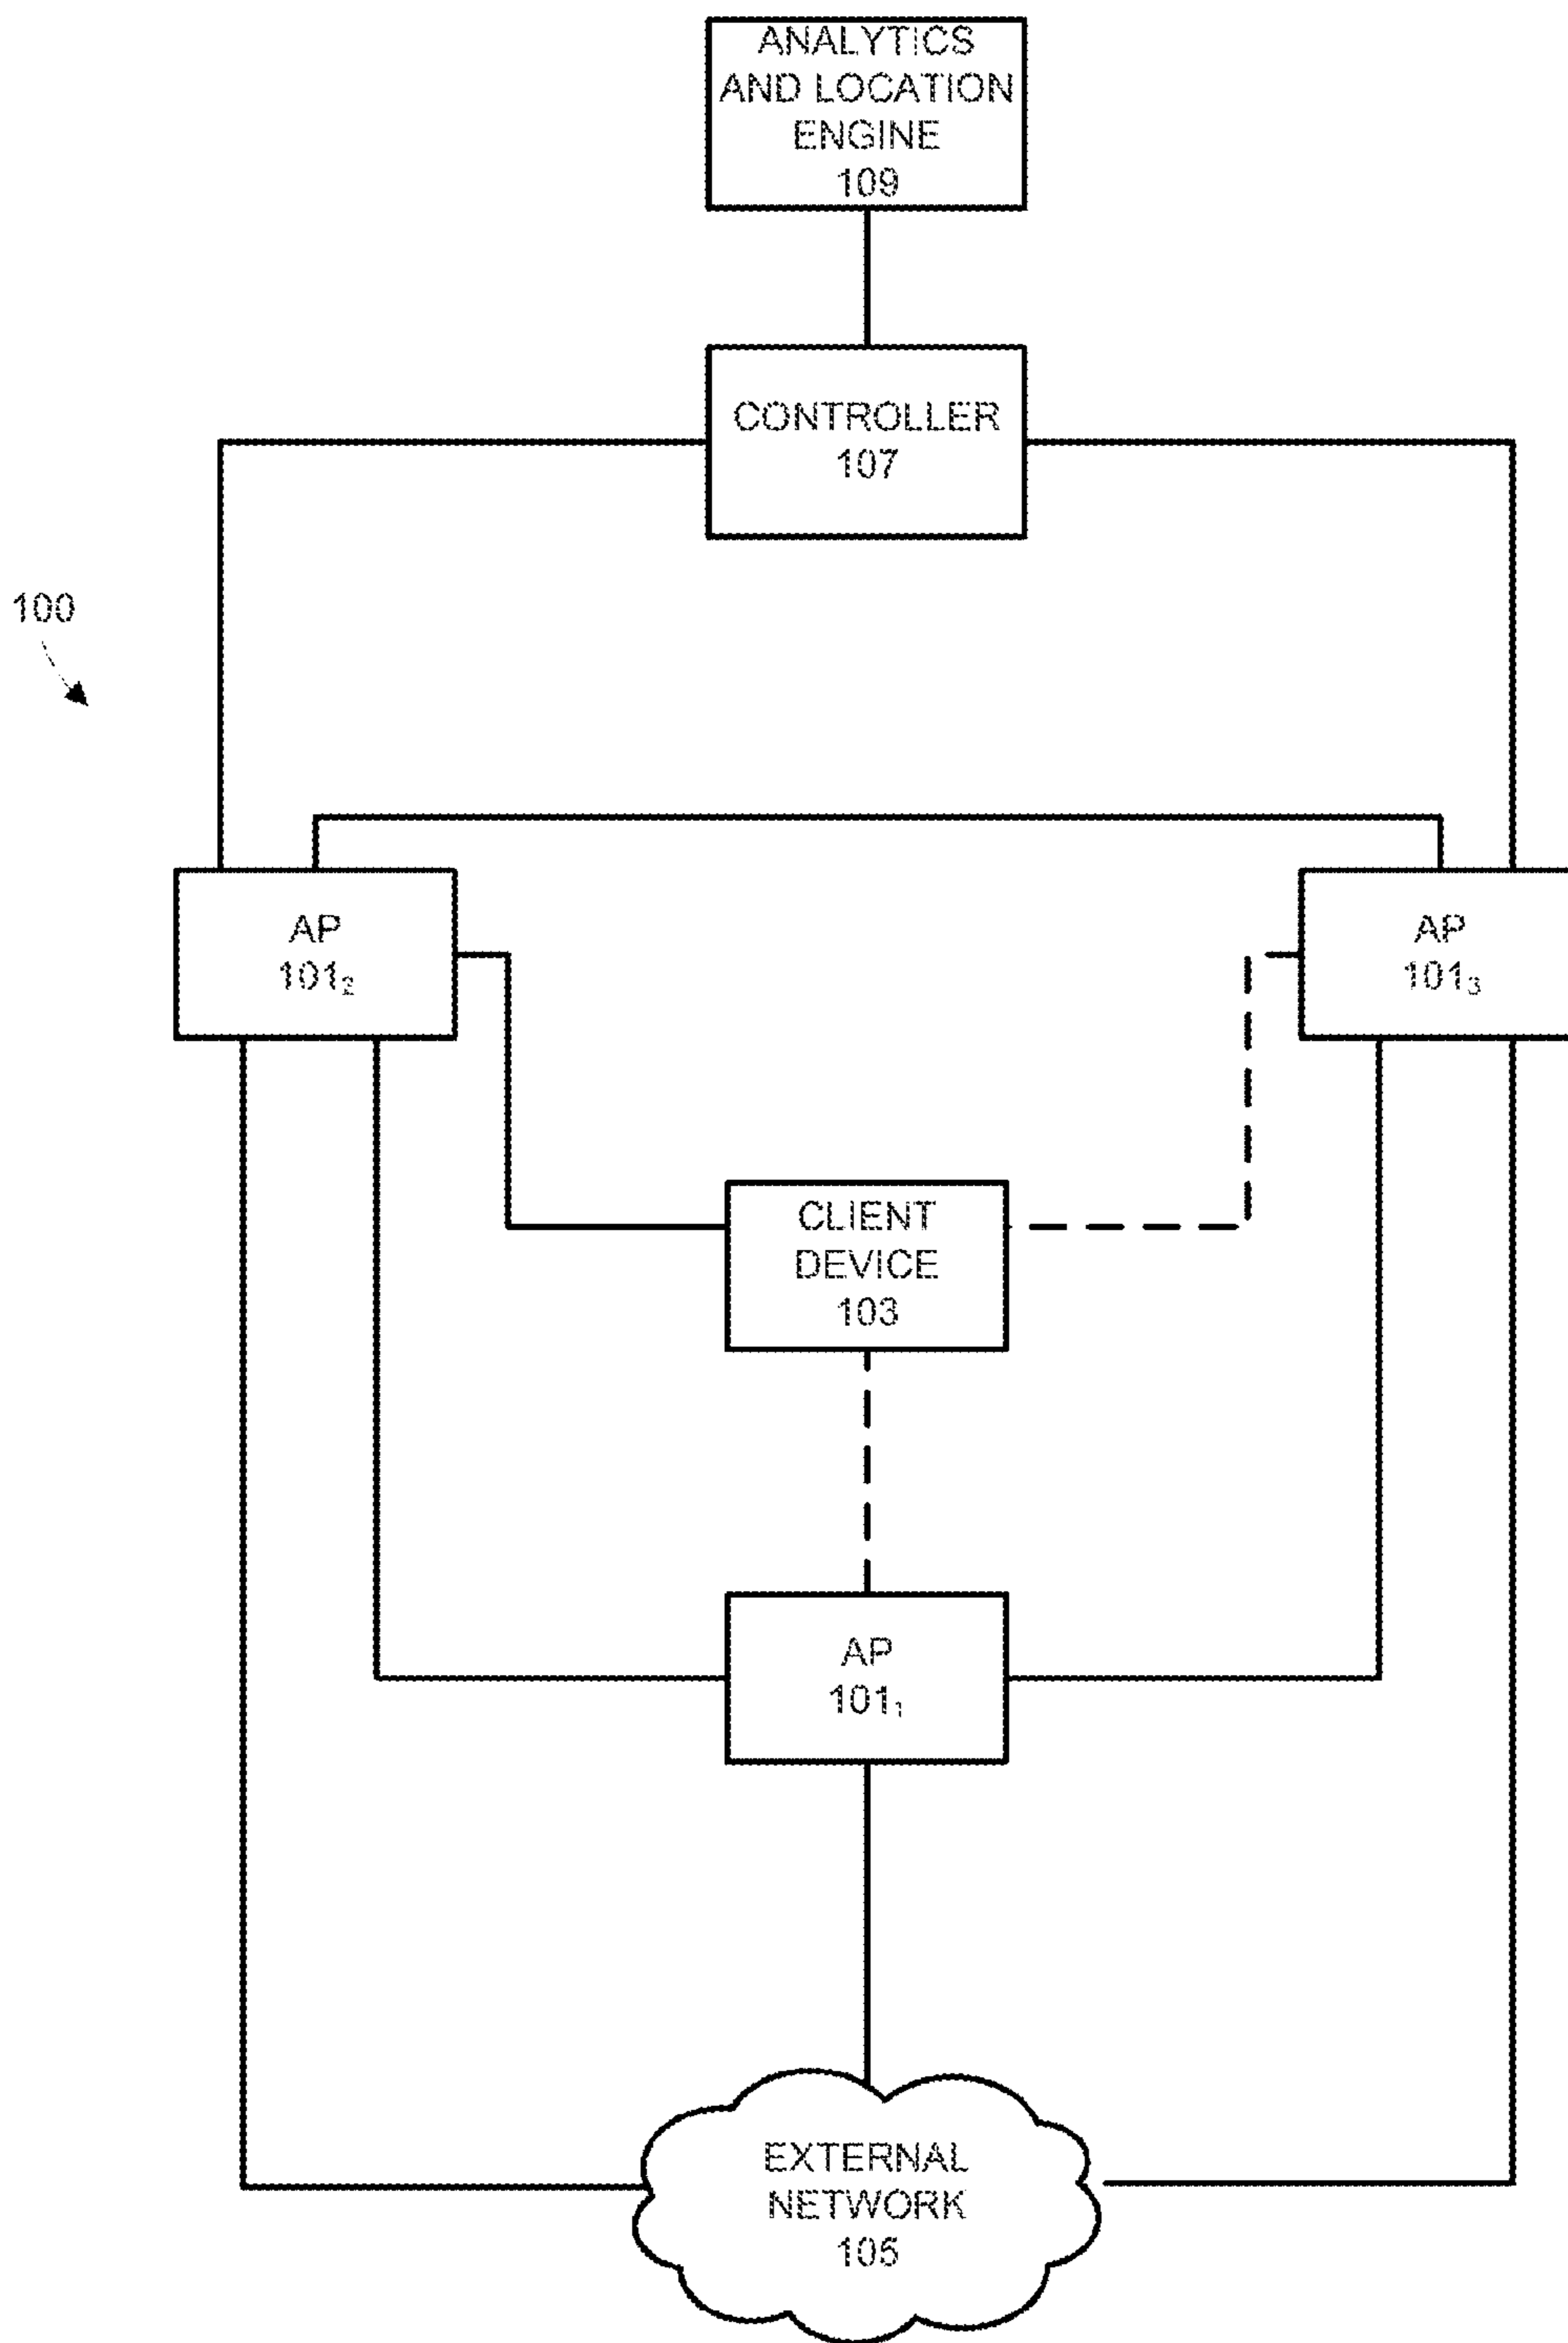 ANALYTICS
AND LOCATION
ENGINE
109
CONTROLLER
107
100
AP
101₂
AP
101₃
CLIENT
DEVICE
103
AP
101₁
EXTERNAL
NETWORK
105